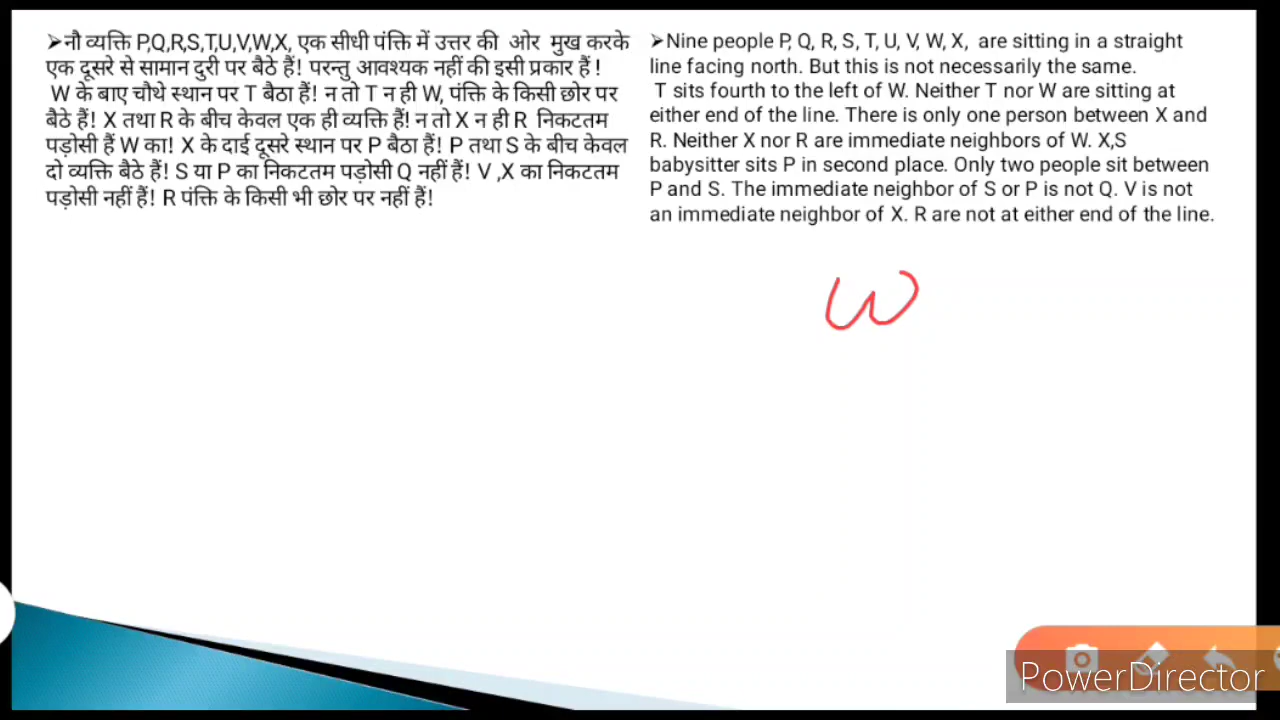 ➢नौ व्यक्ति P,Q,R,S,T,U,V,W,X, एक सीधी पंक्ति में उत्तर की ओर मुख करके
एक दूसरे से सामान दुरी पर बैठे हैं! परन्तु आवश्यक नहीं की इसी प्रकार हैं !
W के बाए चौथे स्थान पर T बैठा हैं! न तो T न ही W, पंक्ति के किसी छोर पर
बैठे हैं! X तथा R के बीच केवल एक ही व्यक्ति हैं! न तो X न ही R निकटतम
पड़ोसी हैं W का! X के दाई दूसरे स्थान पर P बैठा हैं! P तथा S के बीच केवल
दो व्यक्ति बैठे हैं! S या P का निकटतम पड़ोसी Q नहीं हैं! V ,X का निकटतम
पड़ोसी नहीं हैं! R पंक्ति के किसी भी छोर पर नहीं हैं!
➢Nine people P, Q, R, S, T, U, V, W, X, are sitting in a straight
line facing north. But this is not necessarily the same.
T sits fourth to the left of W. Neither T nor W are sitting at
either end of the line. There is only one person between X and
R. Neither X nor R are immediate neighbors of W. X,S
babysitter sits P in second place. Only two people sit between
P and S. The immediate neighbor of S or P is not Q. V is not
an immediate neighbor of X. R are not at either end of the line.
W
PowerDirector